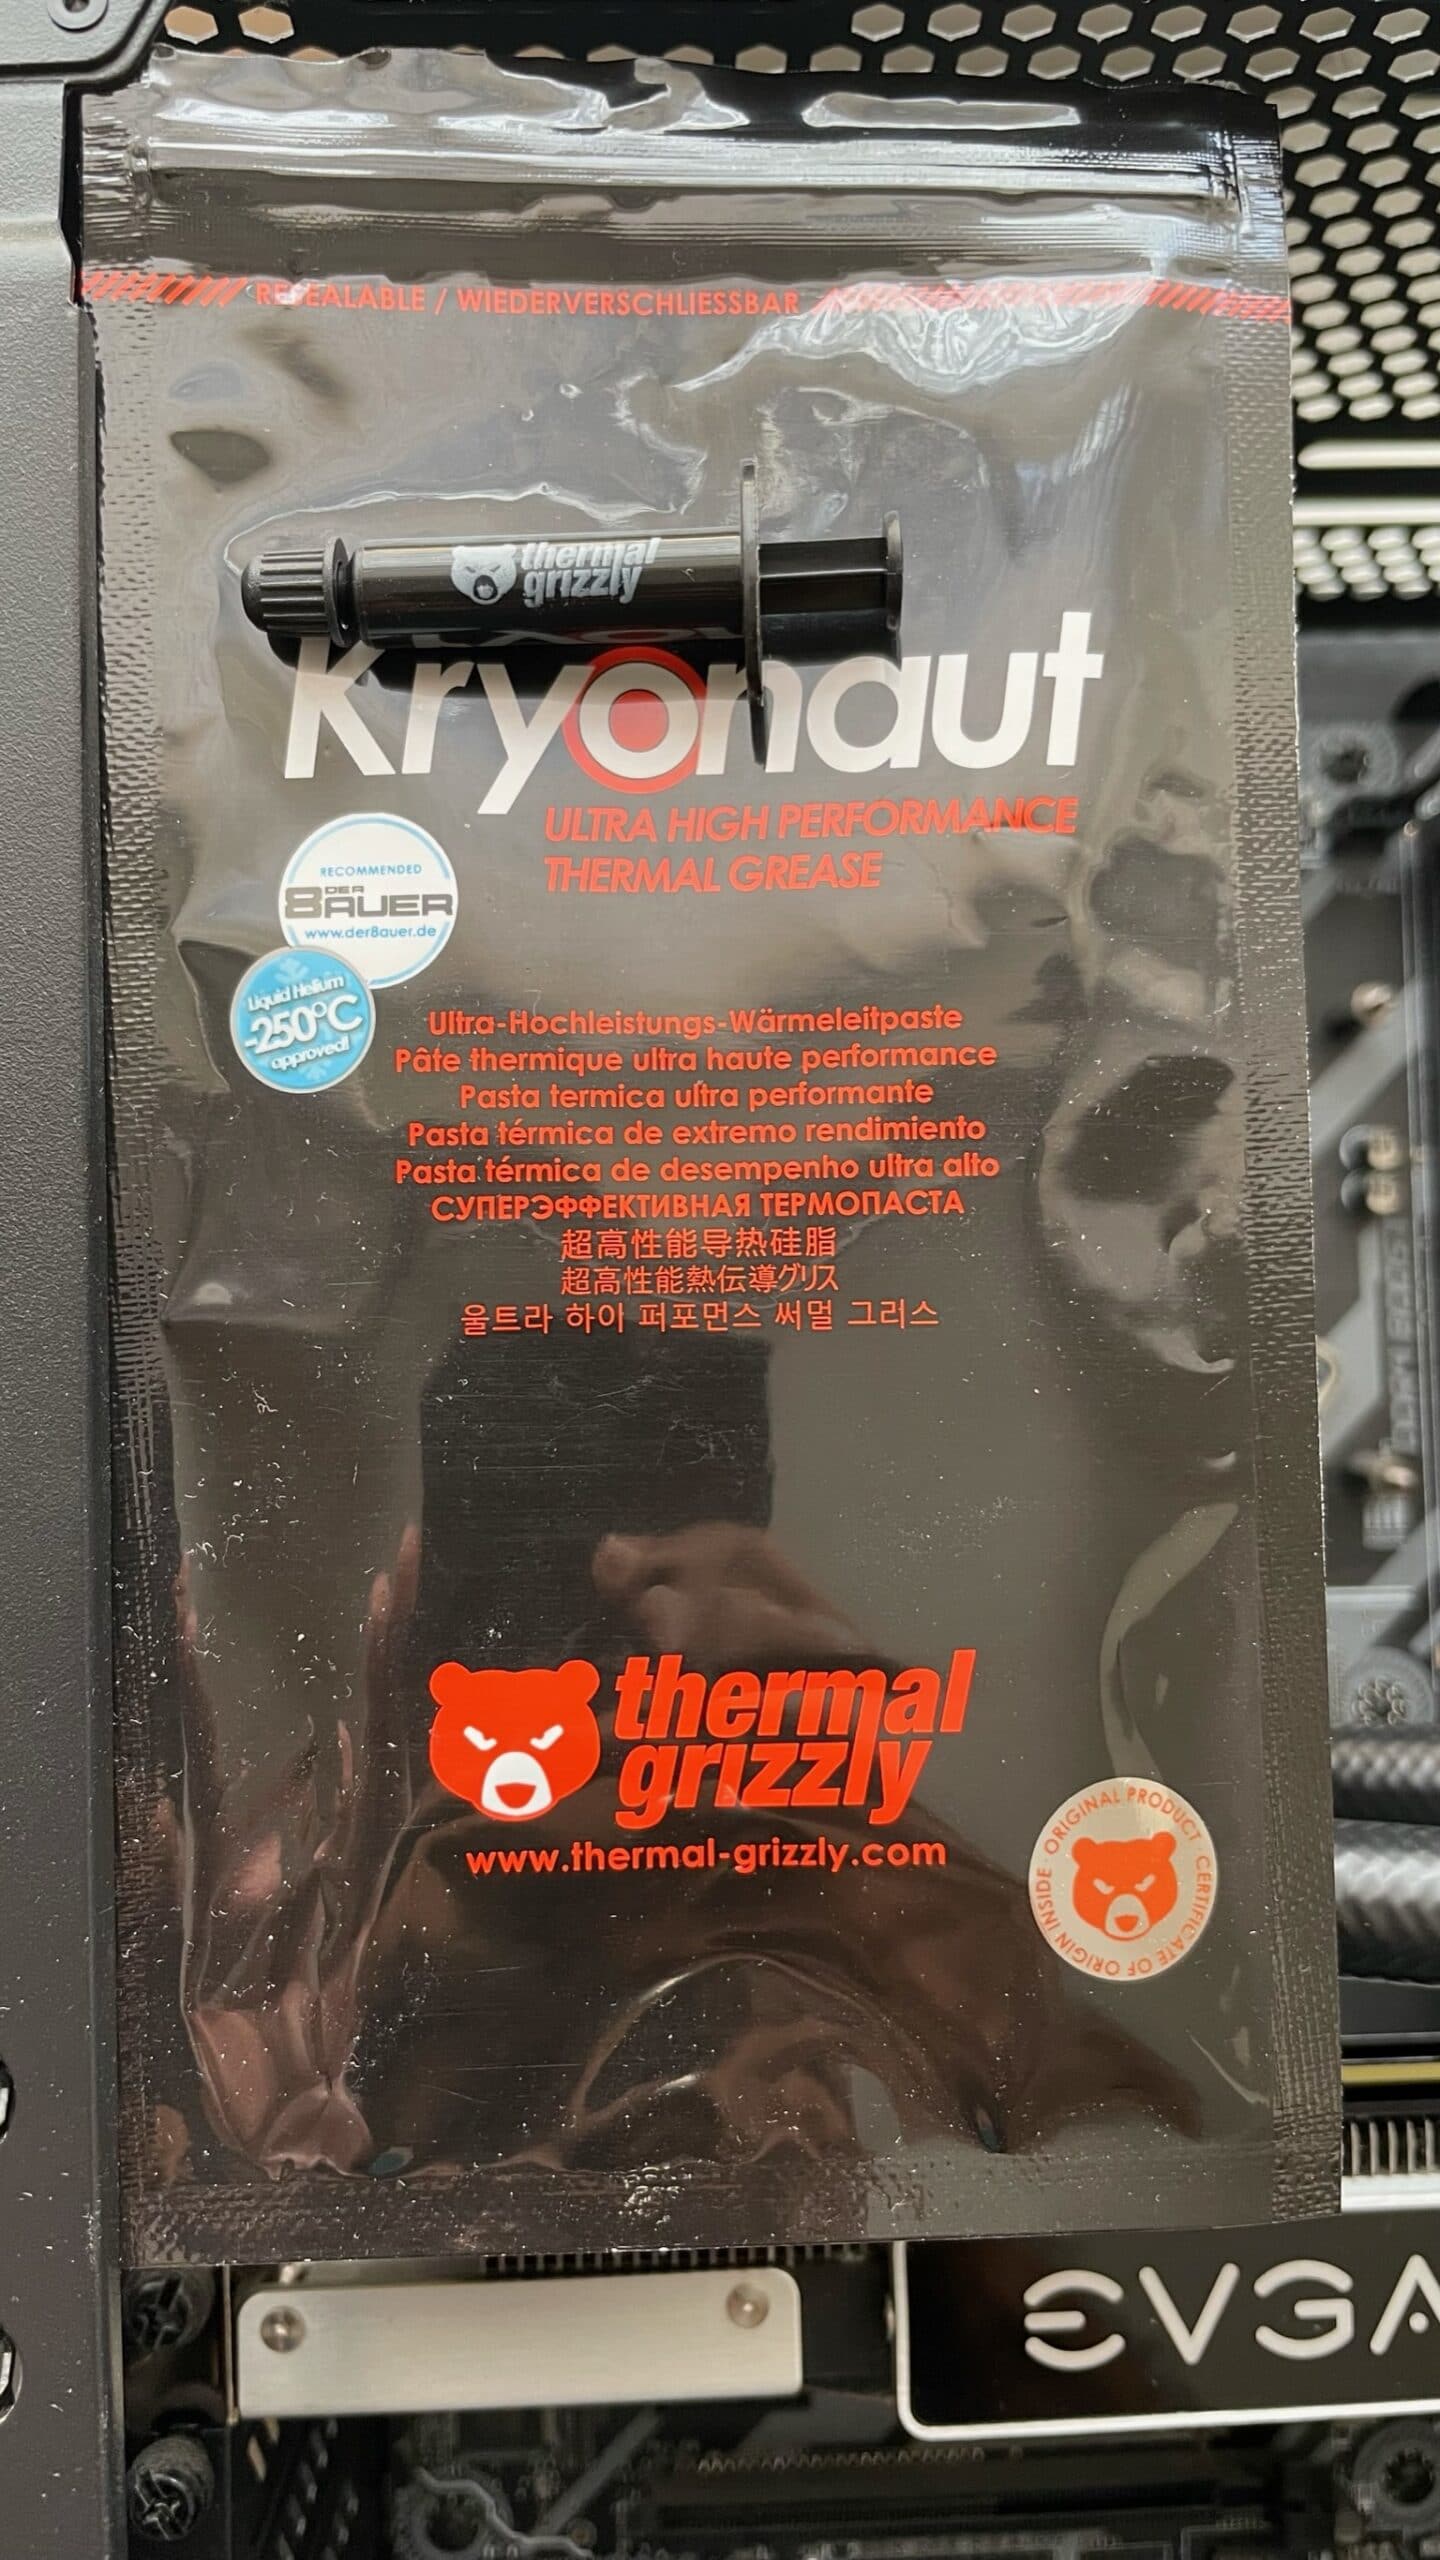 RESEALABLE / WIEDERVERSCHLIESSBAR
thermal
grizzly
Kryonaut
ULTRA HIGH PERFORMANCE
THERMAL GREASE
RECOMMENDED
DER
8AUER
www.der8auer.de
Liquid Helium
-250°C
approved!
Ultra-Hochleistungs-Wärmeleitpaste
Pâte thermique ultra haute performance
Pasta termica ultra performante
Pasta térmica de extremo rendimiento
Pasta térmica de desempenho ultra alto
СУПЕРЭФФЕКТИВНАЯ ТЕРМОПАСТА
超高性能导热硅脂
超高性能熱伝導グリス
울트라 하이 퍼포먼스 써멀 그리스
thermal
grizzly
www.thermal-grizzly.com
ORIGINAL PRODUCT · CERTIFICATE OF ORIGIN INSIDE ·
EVGA